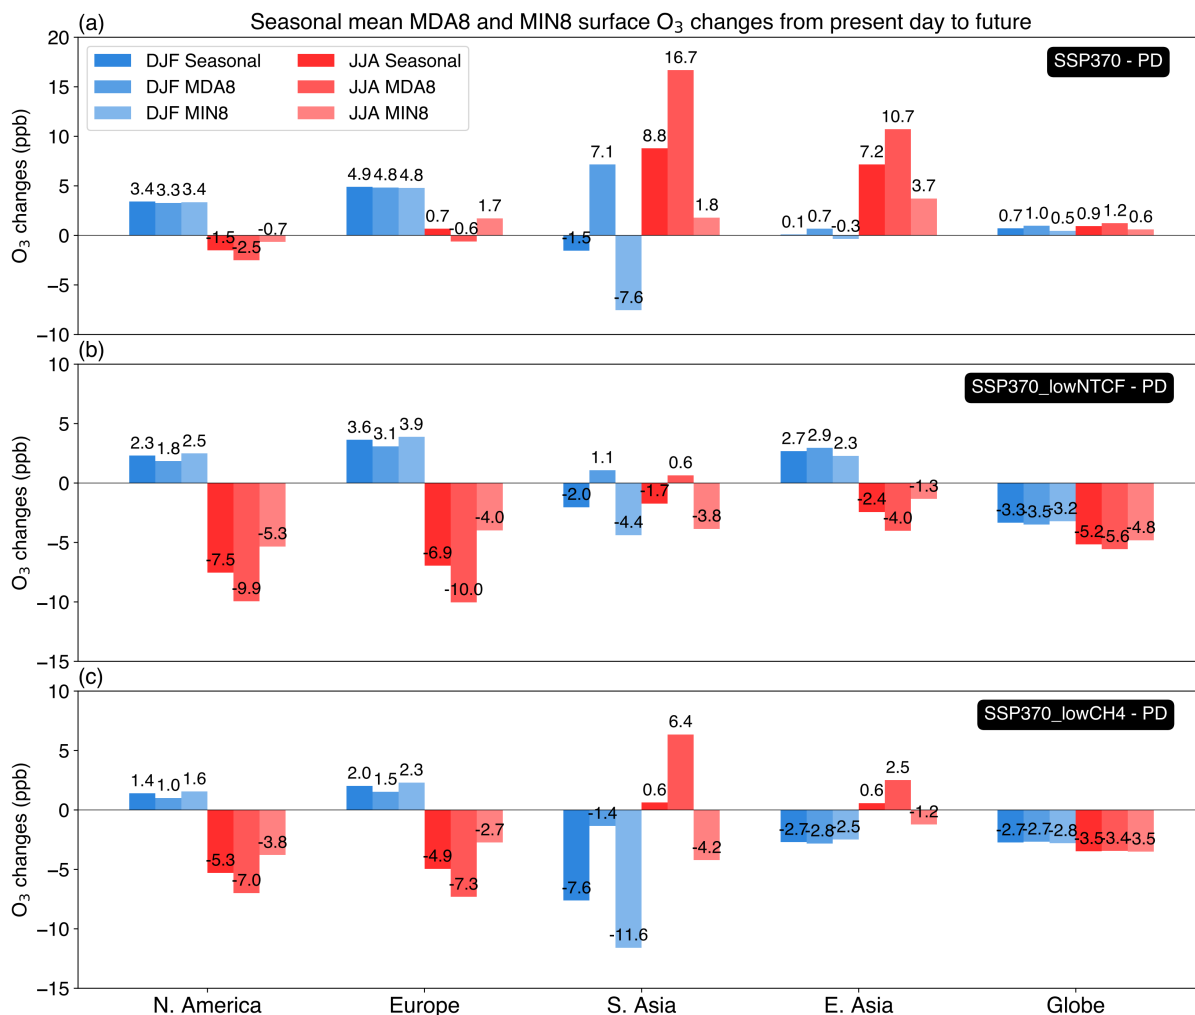 (a) Seasonal mean MDA8 and MIN8 surface O₃ changes from present day to future
SSP370 - PD
DJF Seasonal
DJF MDA8
DJF MIN8
JJA Seasonal
JJA MDA8
JJA MIN8
O₃ changes (ppb)
20
15
10
5
0
−5
−10
3.4 3.3 3.4 -1.5 -2.5 -0.7
4.9 4.8 4.8 0.7 -0.6 1.7
-1.5 7.1 -7.6 8.8 16.7 1.8
0.1 0.7 -0.3 7.2 10.7 3.7
0.7 1.0 0.5 0.9 1.2 0.6
(b)
SSP370_lowNTCF - PD
O₃ changes (ppb)
10
5
0
−5
−10
−15
2.3 1.8 2.5 -7.5 -9.9 -5.3
3.6 3.1 3.9 -6.9 -10.0 -4.0
-2.0 1.1 -4.4 -1.7 0.6 -3.8
2.7 2.9 2.3 -2.4 -4.0 -1.3
-3.3 -3.5 -3.2 -5.2 -5.6 -4.8
(c)
SSP370_lowCH4 - PD
O₃ changes (ppb)
10
5
0
−5
−10
−15
1.4 1.0 1.6 -5.3 -7.0 -3.8
2.0 1.5 2.3 -4.9 -7.3 -2.7
-7.6 -1.4 -11.6 0.6 6.4 -4.2
-2.7 -2.8 -2.5 0.6 2.5 -1.2
-2.7 -2.7 -2.8 -3.5 -3.4 -3.5
N. America Europe S. Asia E. Asia Globe